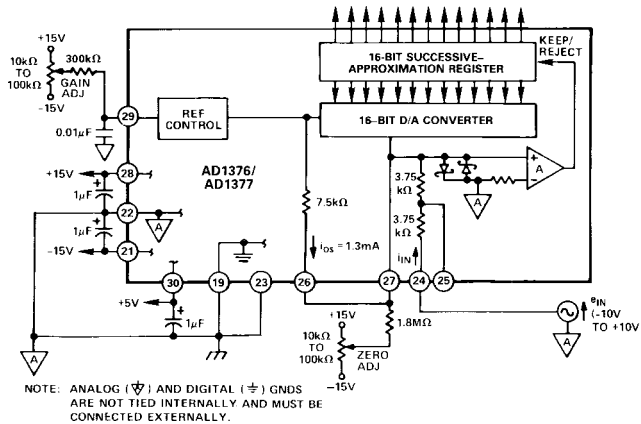 +15V
10kΩ
TO
100kΩ
-15V
300kΩ
GAIN
ADJ
0.01μF
29
REF
CONTROL
16-BIT SUCCESSIVE-
APPROXIMATION REGISTER
KEEP/
REJECT
16-BIT D/A CONVERTER
AD1376/
AD1377
+15V
28
1μF
22
A
1μF
-15V
21
7.5kΩ
iOS = 1.3mA
3.75
kΩ
3.75
kΩ
iIN
A
+
−
A
30
19
23
26
27
24
25
+5V
1μF
A
+15V
10kΩ
TO
100kΩ
-15V
ZERO
ADJ
1.8MΩ
eIN
(-10V
TO +10V)
A
NOTE: ANALOG (A) AND DIGITAL (⏚) GNDS
ARE NOT TIED INTERNALLY AND MUST BE
CONNECTED EXTERNALLY.